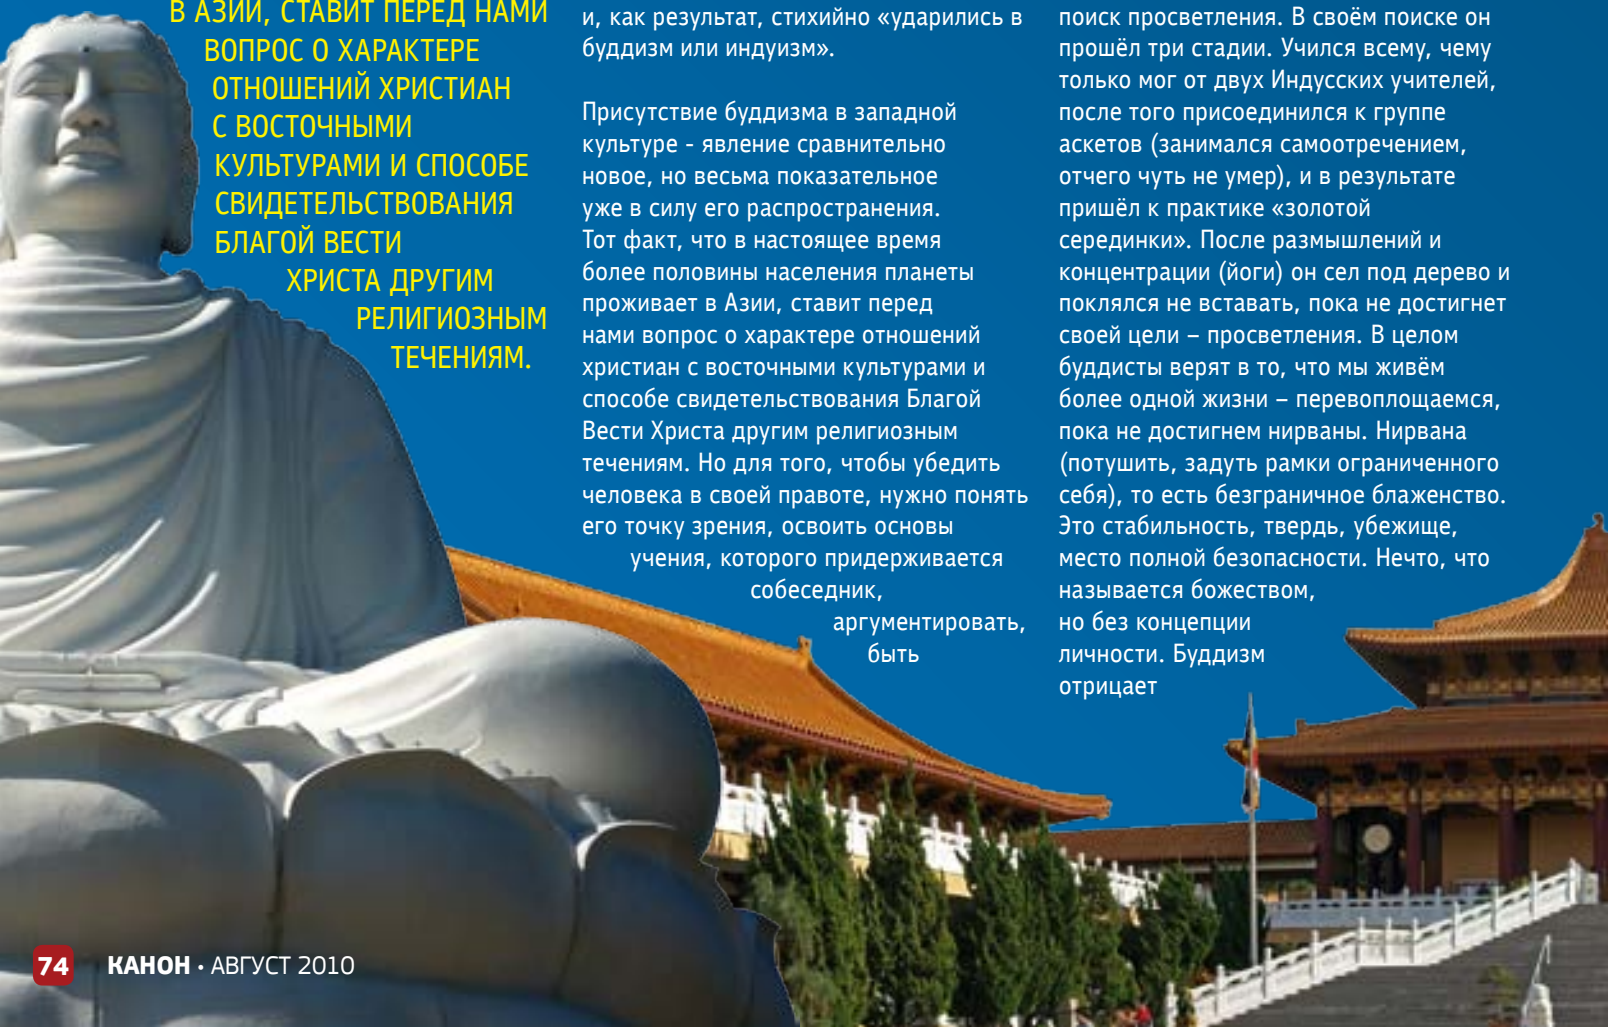 В АЗИИ, СТАВИТ ПЕРЕД НАМИ
ВОПРОС О ХАРАКТЕРЕ
ОТНОШЕНИЙ ХРИСТИАН
С ВОСТОЧНЫМИ
КУЛЬТУРАМИ И СПОСОБЕ
СВИДЕТЕЛЬСТВОВАНИЯ
БЛАГОЙ ВЕСТИ
ХРИСТА ДРУГИМ
РЕЛИГИОЗНЫМ
ТЕЧЕНИЯМ.
и, как результат, стихийно «ударились в
буддизм или индуизм».
Присутствие буддизма в западной
культуре - явление сравнительно
новое, но весьма показательное
уже в силу его распространения.
Тот факт, что в настоящее время
более половины населения планеты
проживает в Азии, ставит перед
нами вопрос о характере отношений
христиан с восточными культурами и
способе свидетельствования Благой
Вести Христа другим религиозным
течениям. Но для того, чтобы убедить
человека в своей правоте, нужно понять
его точку зрения, освоить основы
учения, которого придерживается
собеседник,
аргументировать,
быть
поиск просветления. В своём поиске он
прошёл три стадии. Учился всему, чему
только мог от двух Индусских учителей,
после того присоединился к группе
аскетов (занимался самоотречением,
отчего чуть не умер), и в результате
пришёл к практике «золотой
серединки». После размышлений и
концентрации (йоги) он сел под дерево и
поклялся не вставать, пока не достигнет
своей цели – просветления. В целом
буддисты верят в то, что мы живём
более одной жизни – перевоплощаемся,
пока не достигнем нирваны. Нирвана
(потушить, задуть рамки ограниченного
себя), то есть безграничное блаженство.
Это стабильность, твердь, убежище,
место полной безопасности. Нечто, что
называется божеством,
но без концепции
личности. Буддизм
отрицает
74 КАНОН • АВГУСТ 2010